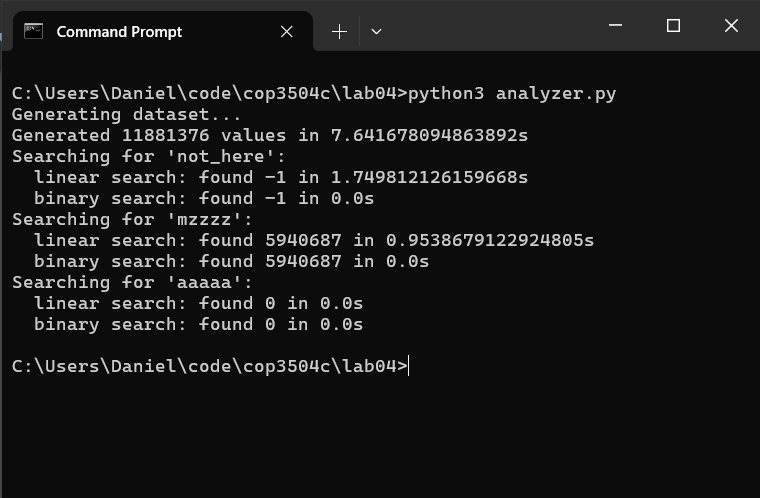 Command Prompt
C:\Users\Daniel\code\cop3504c\lab04>python3 analyzer.py
Generating dataset...
Generated 11881376 values in 7.641678094863892s
Searching for 'not_here':
  linear search: found -1 in 1.749812126159668s
  binary search: found -1 in 0.0s
Searching for 'mzzzz':
  linear search: found 5940687 in 0.9538679122924805s
  binary search: found 5940687 in 0.0s
Searching for 'aaaaa':
  linear search: found 0 in 0.0s
  binary search: found 0 in 0.0s
C:\Users\Daniel\code\cop3504c\lab04>